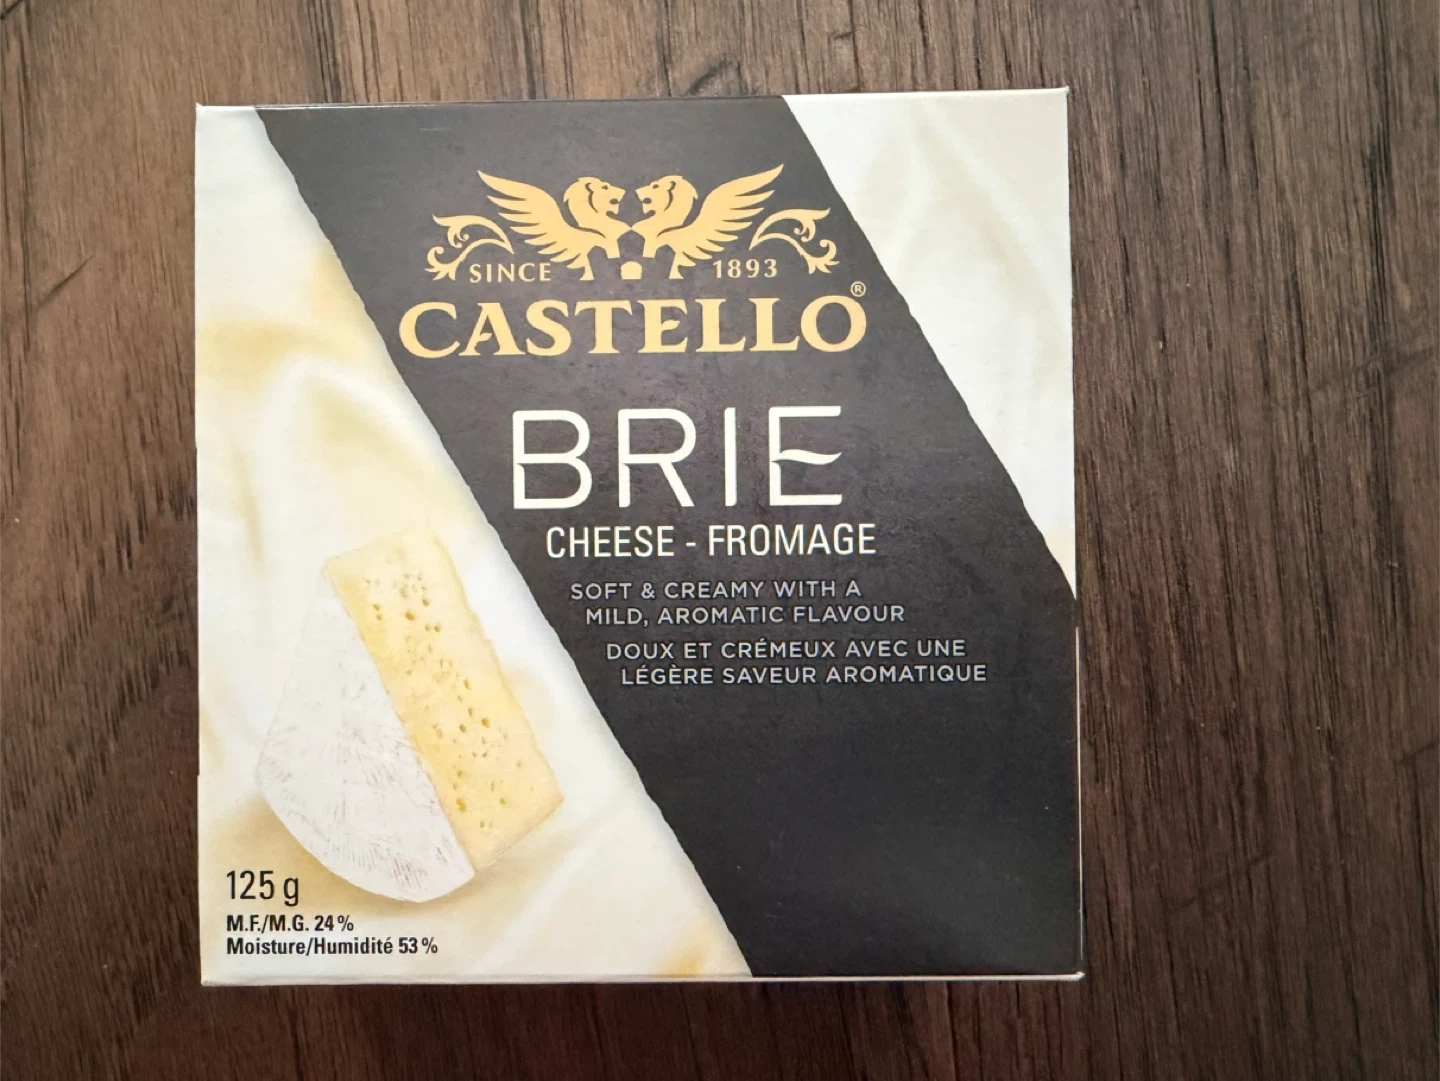 SINCE 1893
CASTELLO®
BRIE
CHEESE - FROMAGE
SOFT & CREAMY WITH A
MILD, AROMATIC FLAVOUR
DOUX ET CRÉMEUX AVEC UNE
LÉGÈRE SAVEUR AROMATIQUE
125 g
M.F./M.G. 24%
Moisture/Humidité 53%